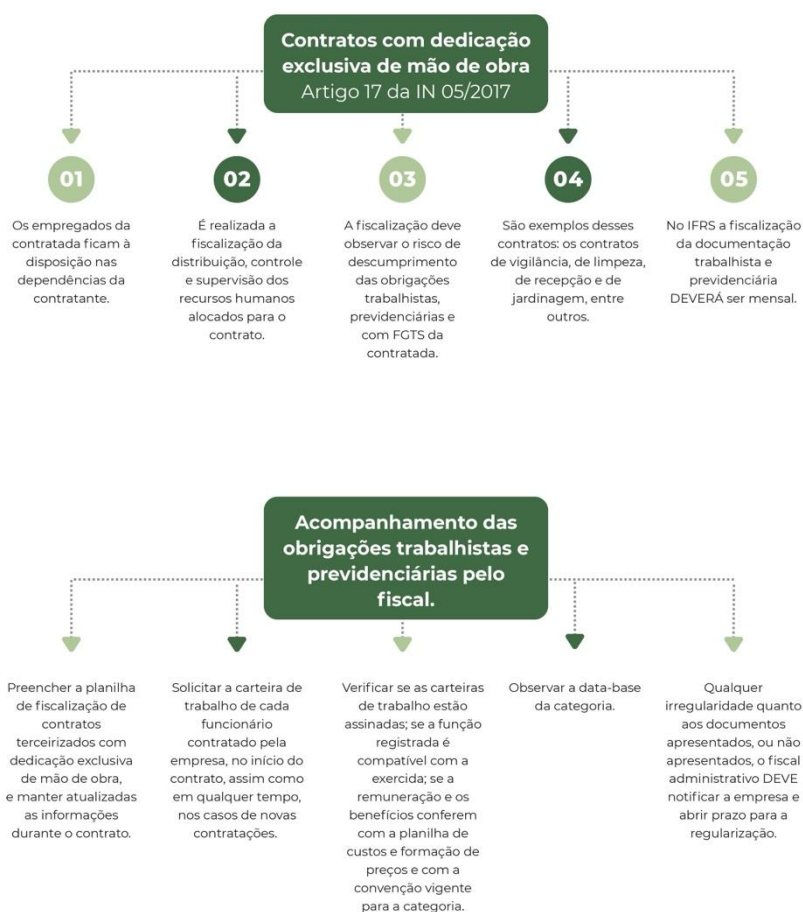 Contratos com dedicação
exclusiva de mão de obra
Artigo 17 da IN 05/2017
01
Os empregados da
contratada ficam à
disposição nas
dependências da
contratante.
02
É realizada a
fiscalização da
distribuição, controle
e supervisão dos
recursos humanos
alocados para o
contrato.
03
A fiscalização deve
observar o risco de
descumprimento
das obrigações
trabalhistas,
previdenciárias e
com FGTS da
contratada.
04
São exemplos desses
contratos: os contratos
de vigilância, de limpeza,
de recepção e de
jardinagem, entre
outros.
05
No IFRS a fiscalização
da documentação
trabalhista e
previdenciária
DEVERÁ ser mensal.
Acompanhamento das
obrigações trabalhistas e
previdenciárias pelo
fiscal.
Preencher a planilha
de fiscalização de
contratos
terceirizados com
dedicação exclusiva
de mão de obra,
e manter atualizadas
as informações
durante o contrato.
Solicitar a carteira de
trabalho de cada
funcionário
contratado pela
empresa, no início do
contrato, assim como
em qualquer tempo,
nos casos de novas
contratações.
Verificar se as carteiras
de trabalho estão
assinadas; se a função
registrada é
compatível com a
exercida; se a
remuneração e os
benefícios conferem
com a planilha de
custos e formação de
preços e com a
convenção vigente
para a categoria.
Observar a data-base
da categoria.
Qualquer
irregularidade quanto
aos documentos
apresentados, ou não
apresentados, o fiscal
administrativo DEVE
notificar a empresa e
abrir prazo para a
regularização.